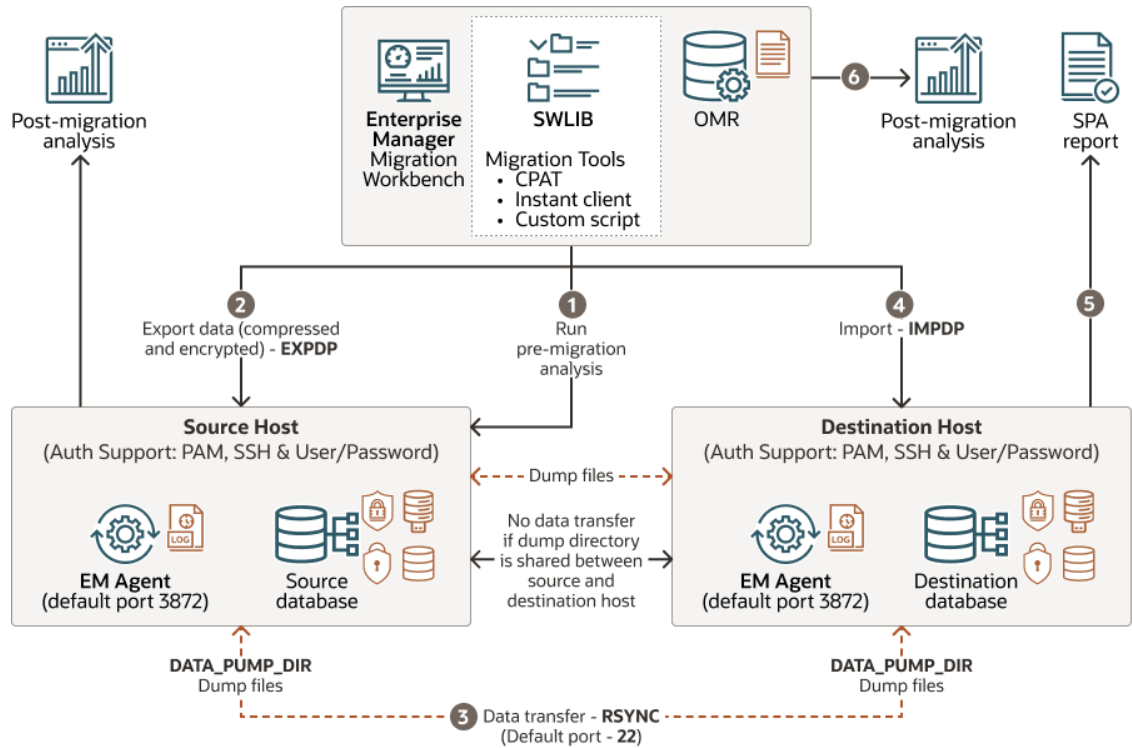 Post-migration
analysis
Enterprise
Manager
Migration
Workbench
SWLIB
Migration Tools
• CPAT
• Instant client
• Custom script
OMR
6
Post-migration
analysis
SPA
report
2
Export data (compressed
and encrypted) - EXPDP
1
Run
pre-migration
analysis
4
Import - IMPDP
5
Source Host
(Auth Support: PAM, SSH & User/Password)
LOG
EM Agent
(default port 3872)
Source
database
Dump files
No data transfer
if dump directory
is shared between
source and
destination host
Destination Host
(Auth Support: PAM, SSH & User/Password)
LOG
EM Agent
(default port 3872)
Destination
database
DATA_PUMP_DIR
Dump files
DATA_PUMP_DIR
Dump files
3 Data transfer - RSYNC
(Default port - 22)